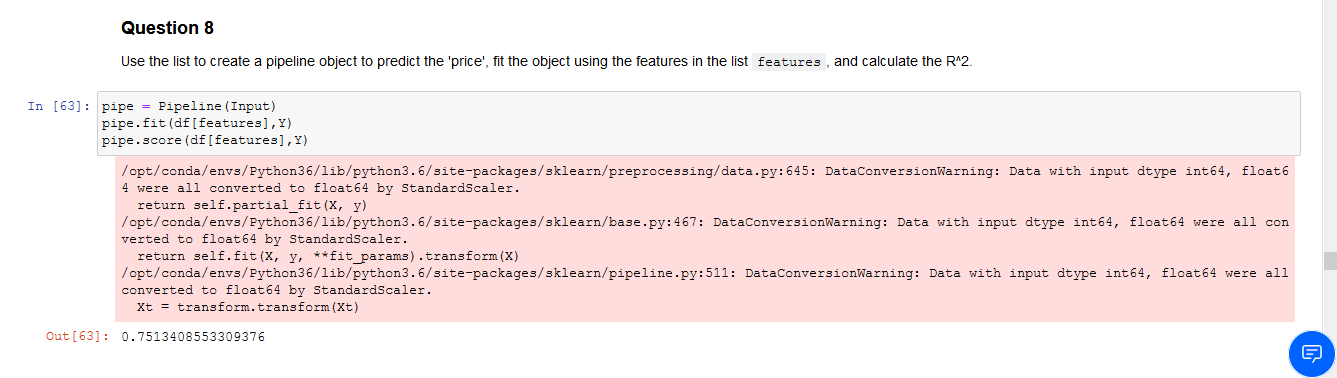 Question 8
Use the list to create a pipeline object to predict the 'price', fit the object using the features in the list features , and calculate the R^2.
In [63]: pipe = Pipeline(Input)
pipe.fit(df[features],Y)
pipe.score(df[features],Y)
/opt/conda/envs/Python36/lib/python3.6/site-packages/sklearn/preprocessing/data.py:645: DataConversionWarning: Data with input dtype int64, float6
4 were all converted to float64 by StandardScaler.
  return self.partial_fit(X, y)
/opt/conda/envs/Python36/lib/python3.6/site-packages/sklearn/base.py:467: DataConversionWarning: Data with input dtype int64, float64 were all con
verted to float64 by StandardScaler.
  return self.fit(X, y, **fit_params).transform(X)
/opt/conda/envs/Python36/lib/python3.6/site-packages/sklearn/pipeline.py:511: DataConversionWarning: Data with input dtype int64, float64 were all
converted to float64 by StandardScaler.
  Xt = transform.transform(Xt)
Out[63]: 0.7513408553309376